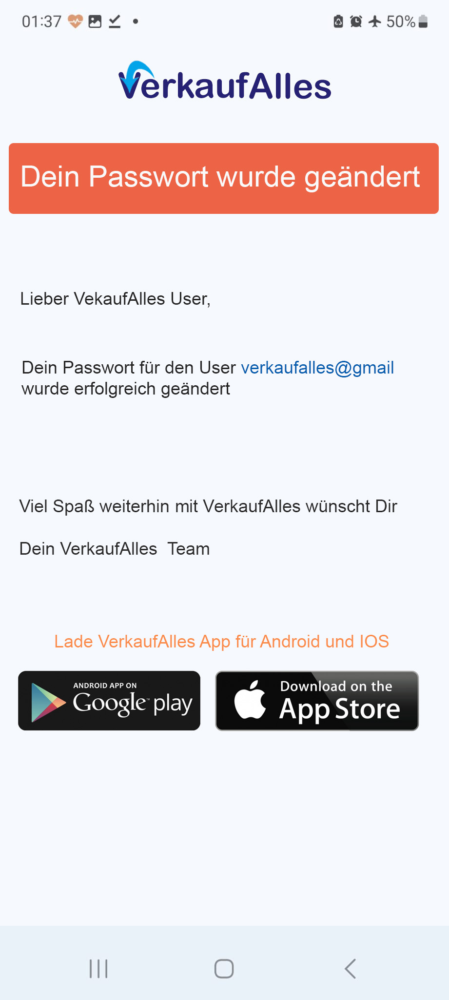 01:37
50%
VerkaufAlles
Dein Passwort wurde geändert
Lieber VekaufAlles User,
Dein Passwort für den User verkaufalles@gmail
wurde erfolgreich geändert
Viel Spaß weiterhin mit VerkaufAlles wünscht Dir
Dein VerkaufAlles Team
Lade VerkaufAlles App für Android und IOS
ANDROID APP ON
Google™ play
Download on the
App Store